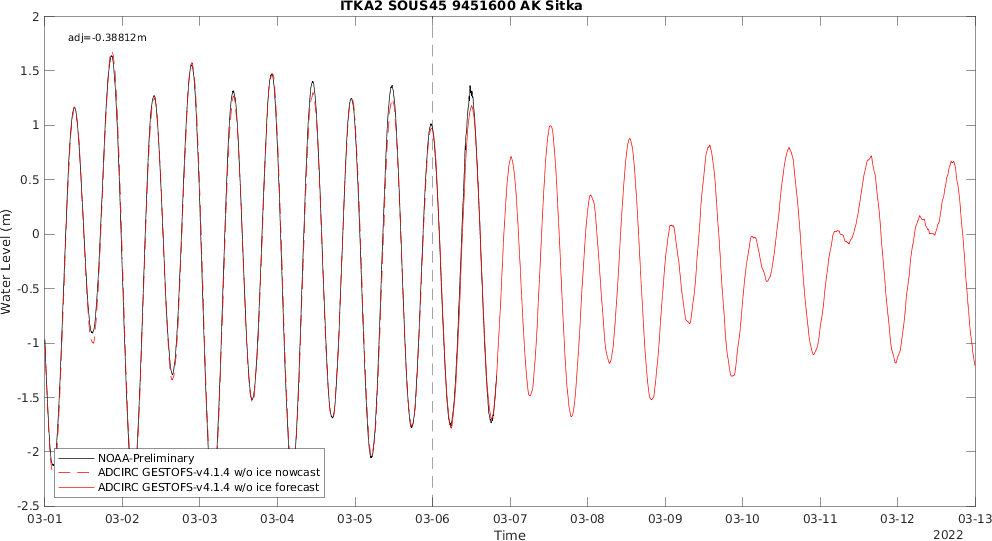 ITKA2 SOUS45 9451600 AK Sitka
adj=-0.38812m
2
1.5
1
0.5
0
-0.5
-1
-1.5
-2
-2.5
Water Level (m)
NOAA-Preliminary
ADCIRC GESTOFS-v4.1.4 w/o ice nowcast
ADCIRC GESTOFS-v4.1.4 w/o ice forecast
03-01 03-02 03-03 03-04 03-05 03-06 03-07 03-08 03-09 03-10 03-11 03-12 03-13
Time
2022